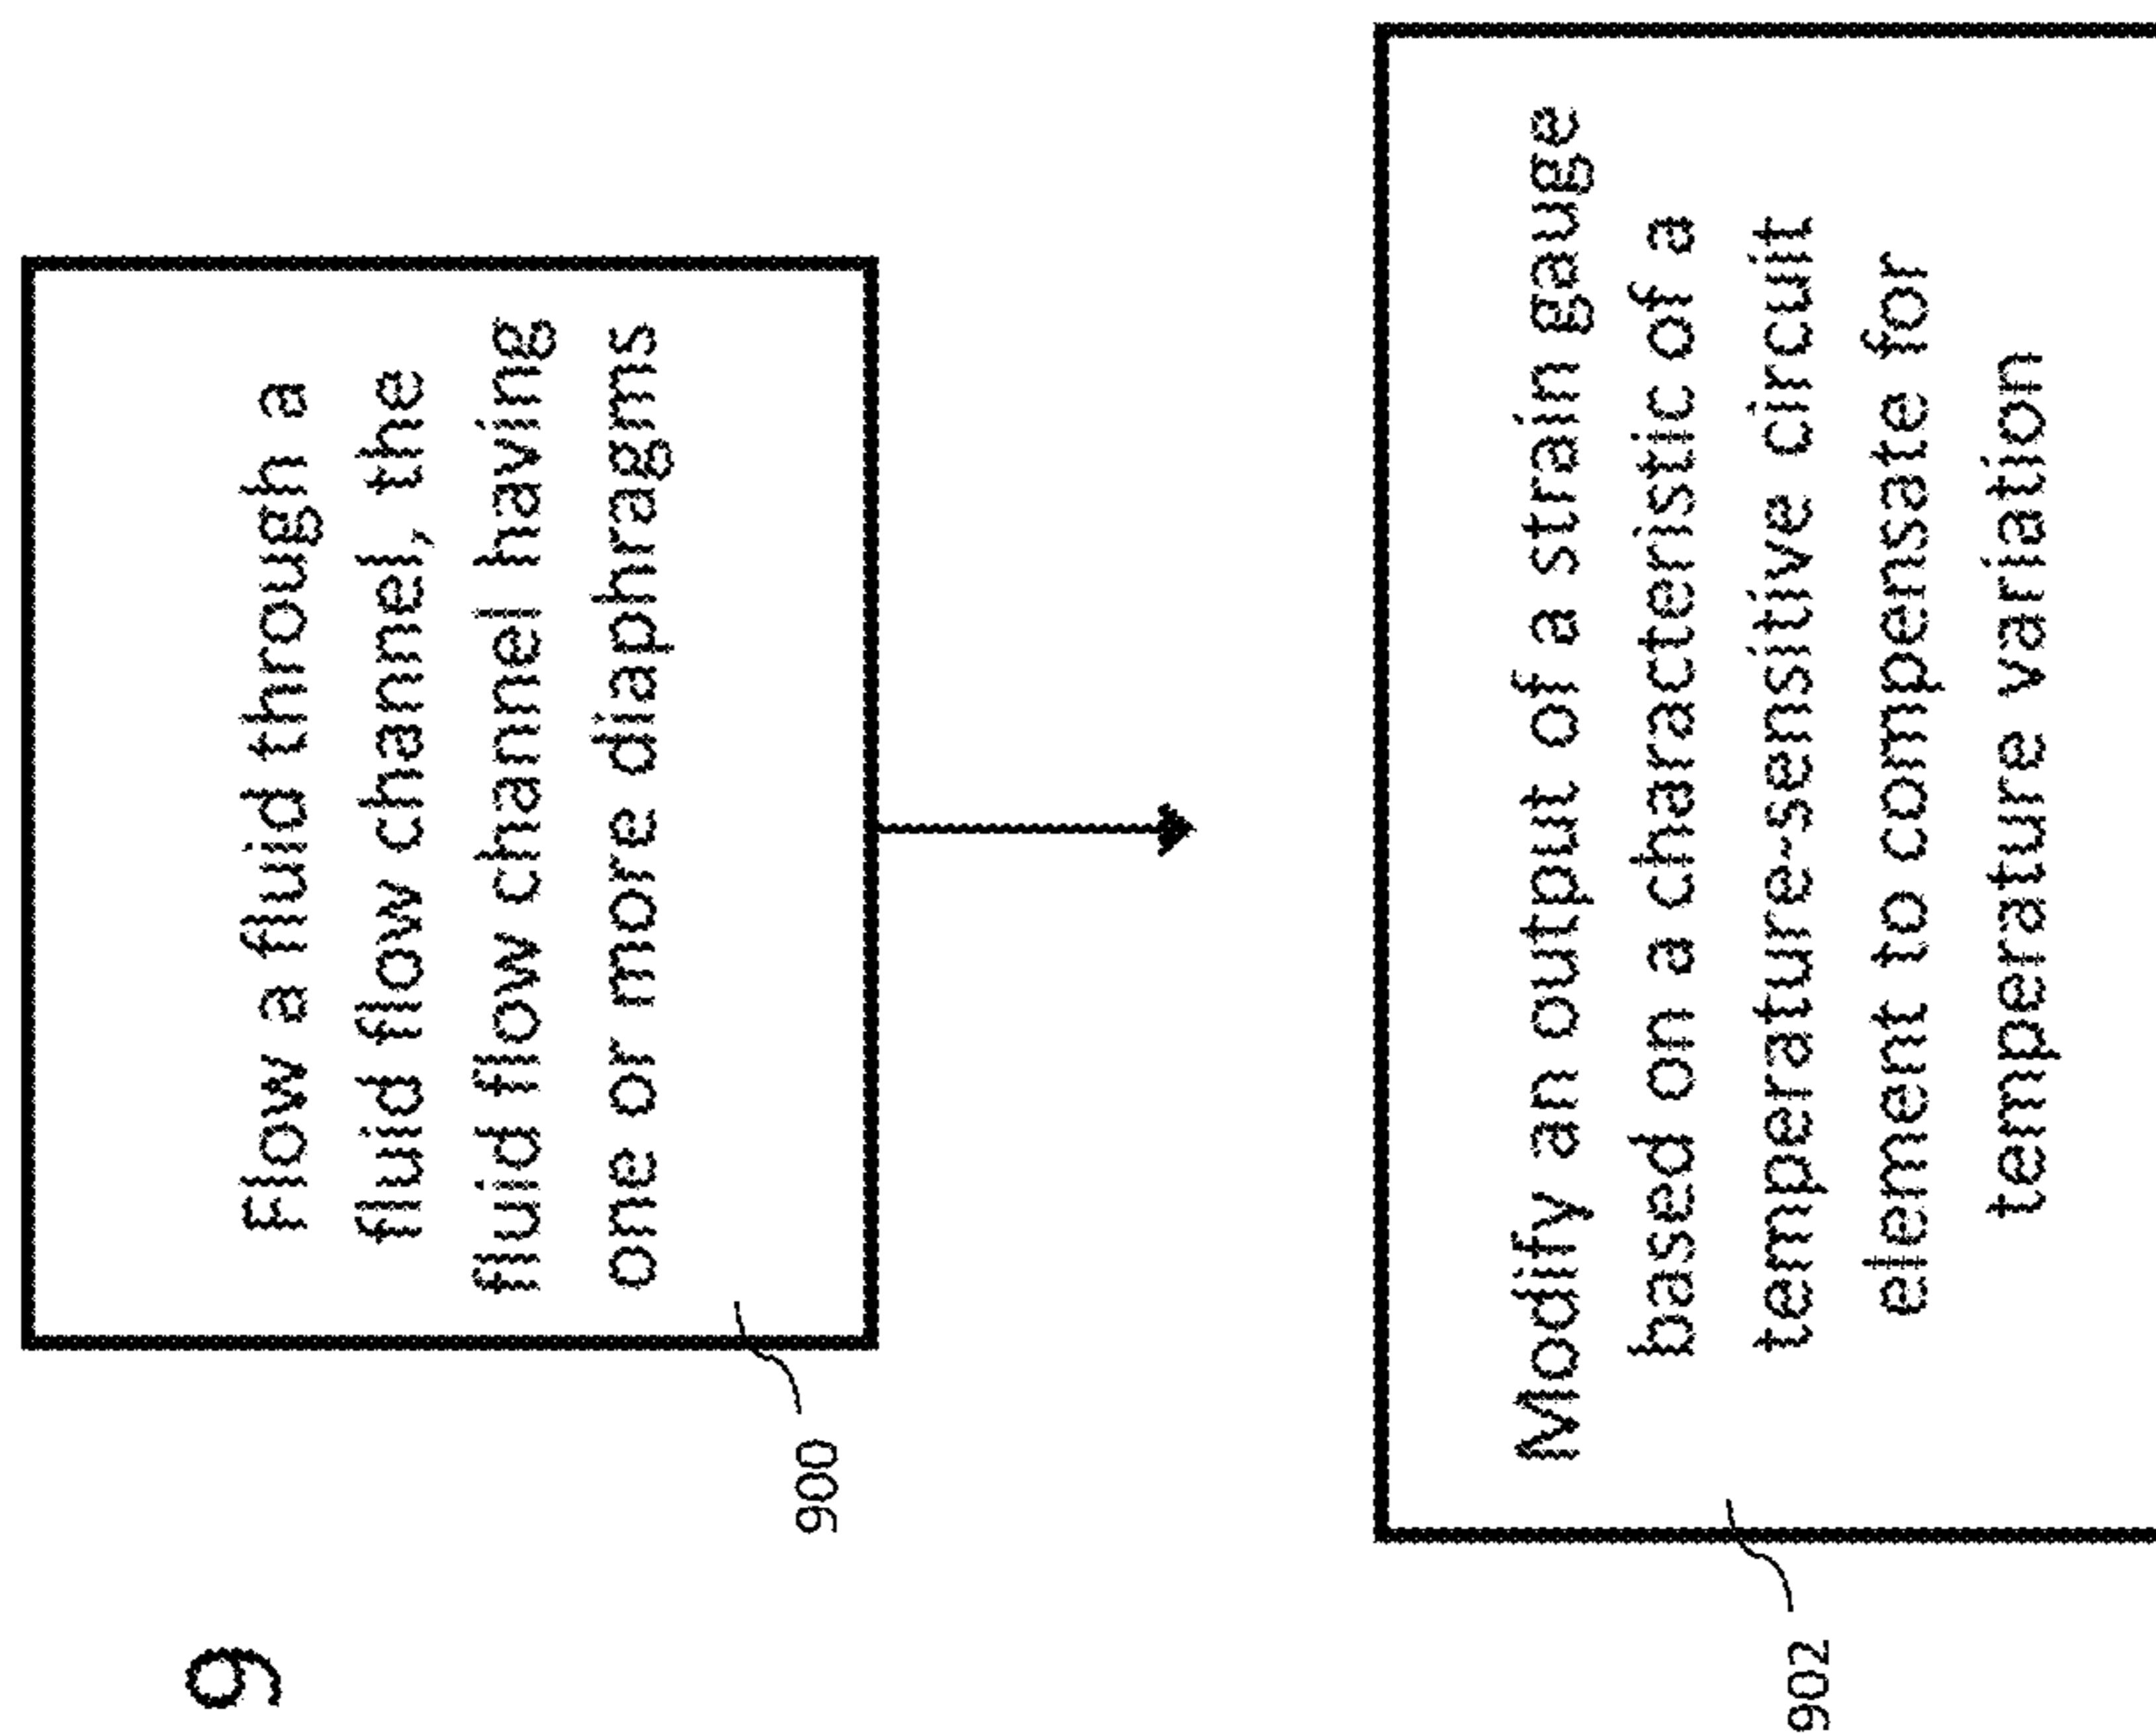 9
Flow a fluid through a
fluid flow channel, the
fluid flow channel having
one or more diaphragms
900
Modify an output of a strain gauge
based on a characteristic of a
temperature-sensitive circuit
element to compensate for
temperature variation
902